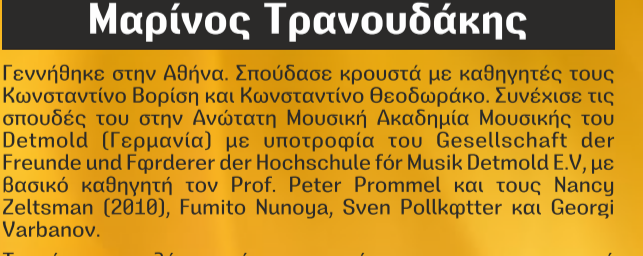 Μαρίνος Τρανουδάκης
Γεννήθηκε στην Αθήνα. Σπούδασε κρουστά με καθηγητές τους
Κωνσταντίνο Βορίση και Κωνσταντίνο Θεοδωράκο. Συνέχισε τις
σπουδές του στην Ανώτατη Μουσική Ακαδημία Μουσικής του
Detmold (Γερμανία) με υποτροφία του Gesellschaft der
Freunde und Fφrderer der Hochschule fόr Musik Detmold E.V, με
βασικό καθηγητή τον Prof. Peter Prommel και τους Nancy
Zeltsman (2010), Fumito Nunoya, Sven Pollkφtter και Georgi
Varbanov.